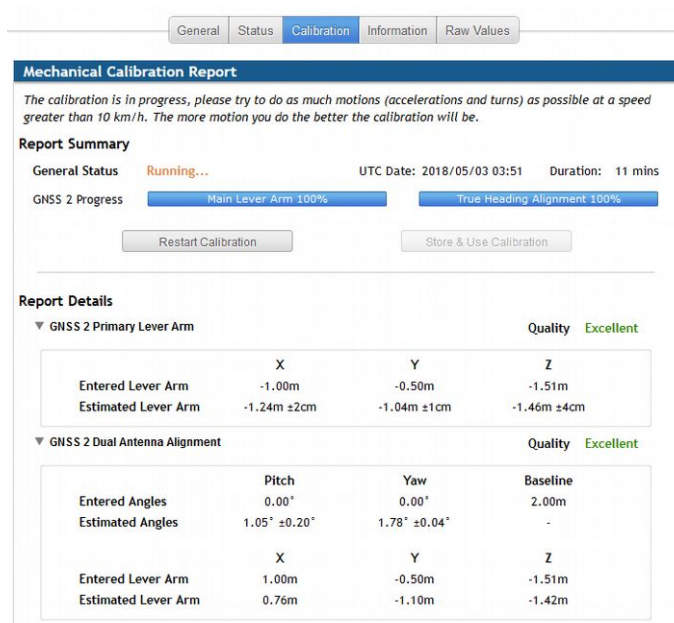 General Status Calibration Information Raw Values
Mechanical Calibration Report
The calibration is in progress, please try to do as much motions (accelerations and turns) as possible at a speed
greater than 10 km/h. The more motion you do the better the calibration will be.
Report Summary
General Status Running... UTC Date: 2018/05/03 03:51 Duration: 11 mins
GNSS 2 Progress Main Lever Arm 100% True Heading Alignment 100%
Restart Calibration Store & Use Calibration
Report Details
GNSS 2 Primary Lever Arm Quality Excellent
X Y Z
Entered Lever Arm -1.00m -0.50m -1.51m
Estimated Lever Arm -1.24m ±2cm -1.04m ±1cm -1.46m ±4cm
GNSS 2 Dual Antenna Alignment Quality Excellent
Pitch Yaw Baseline
Entered Angles 0.00° 0.00° 2.00m
Estimated Angles 1.05° ±0.20° 1.78° ±0.04° -
X Y Z
Entered Lever Arm 1.00m -0.50m -1.51m
Estimated Lever Arm 0.76m -1.10m -1.42m